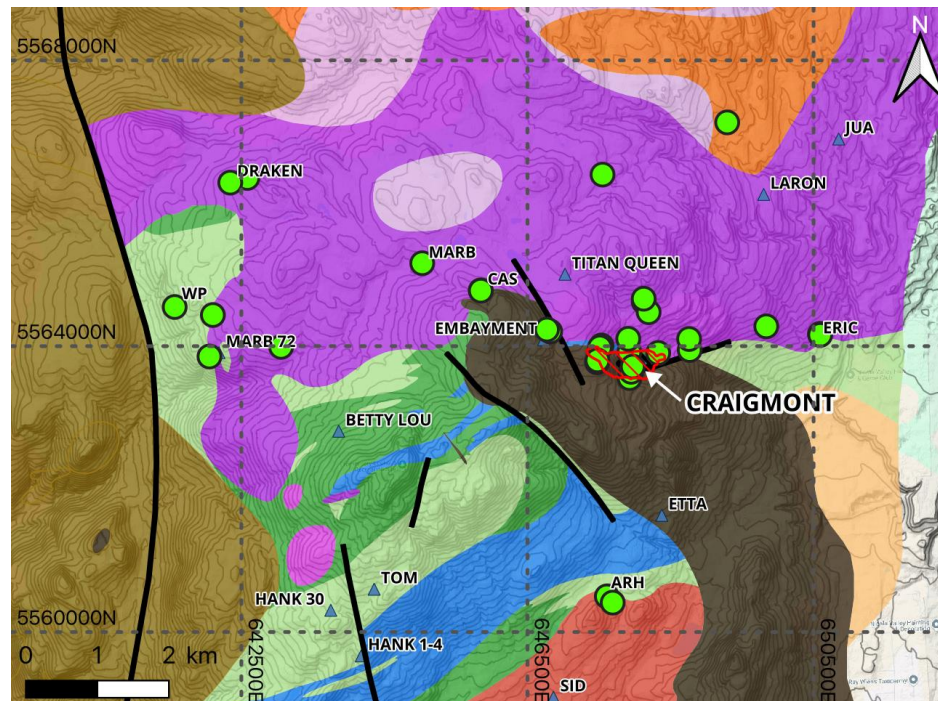 N
5568000N
JUA
DRAKEN
LARON
MARB
TITAN QUEEN
CAS
WP
EMBAYMENT
ERIC
5564000N
MARB 72
CRAIGMONT
BETTY LOU
ETTA
TOM
ARH
HANK 30
5560000N
642500E
646500E
650500E
HANK 1-4
0 1 2 km
SID